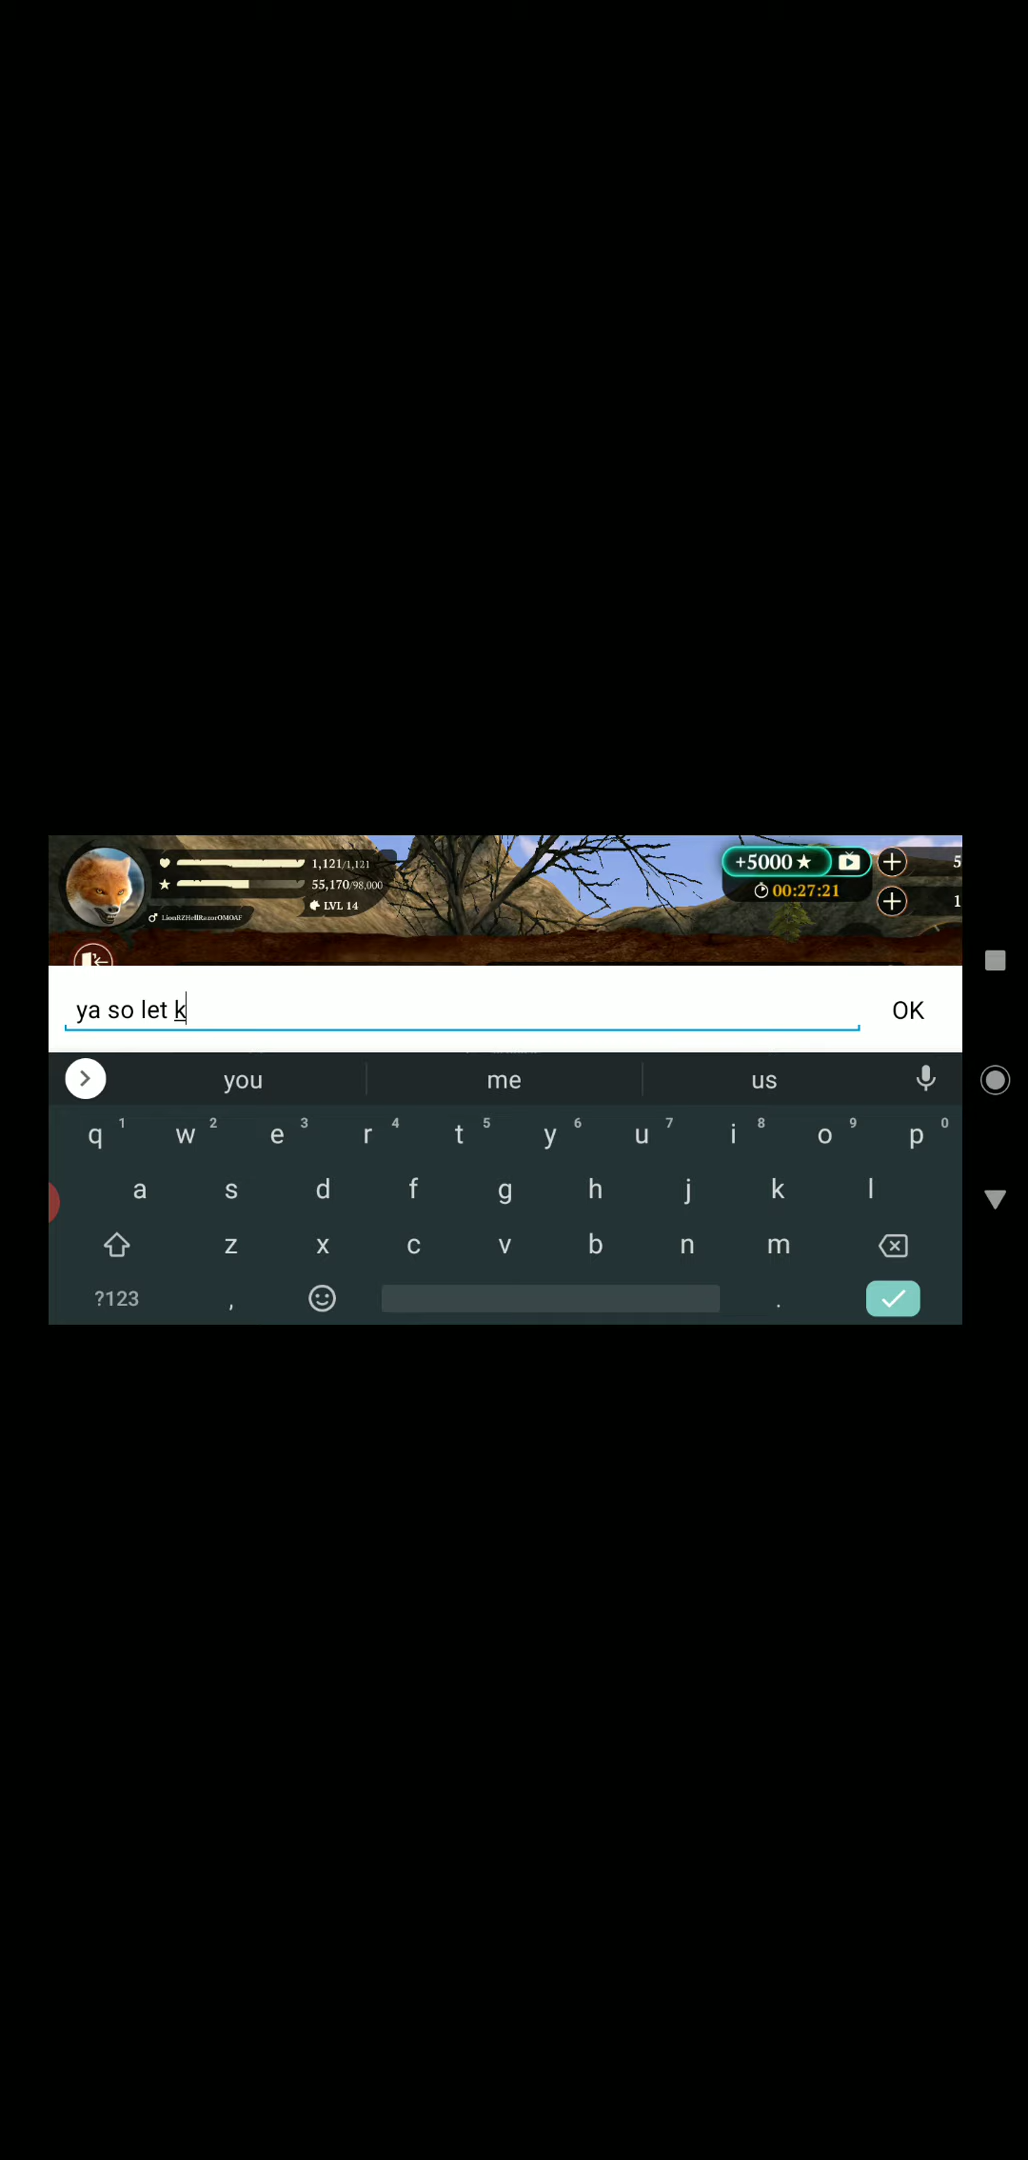 1,121/1,121
55,170/98,000
LVL 14
♂ LionRZHellRazorOMOAF
+5000 ★
00:27:21
5
1
ya so let k
OK
you me us
q 1 w 2 e 3 r 4 t 5 y 6 u 7 i 8 o 9 p 0
a s d f g h j k l
z x c v b n m
?123 , .